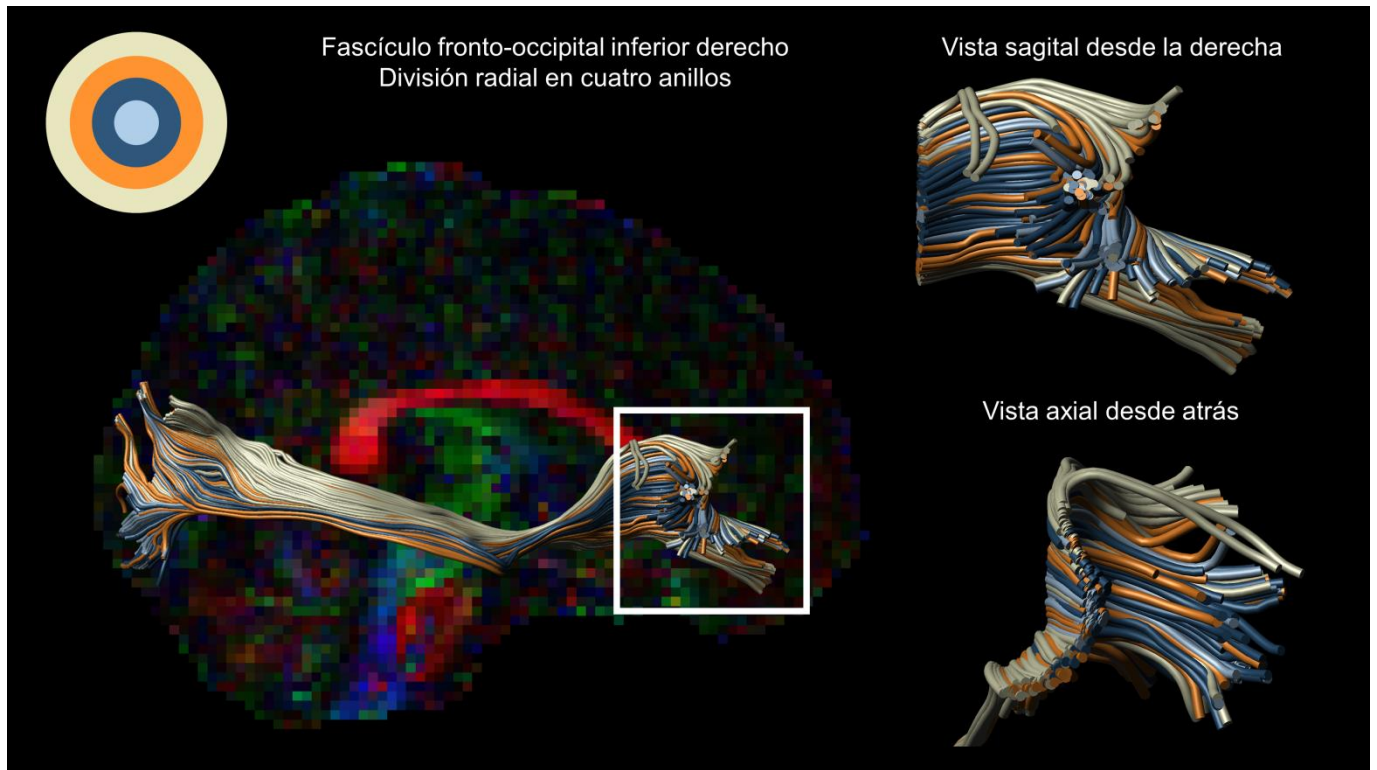 Fascículo fronto-occipital inferior derecho
División radial en cuatro anillos
Vista sagital desde la derecha
Vista axial desde atrás